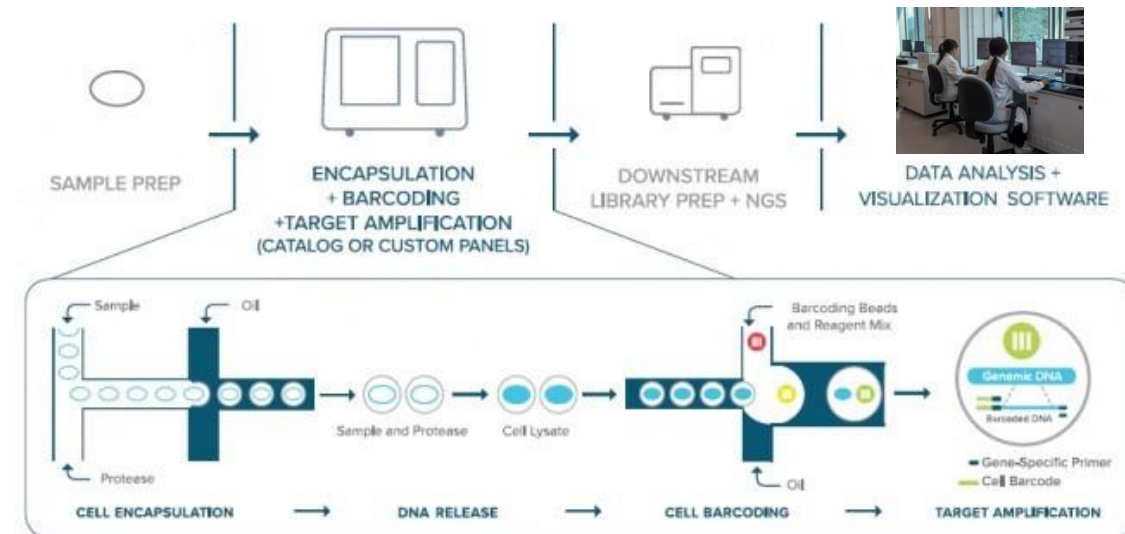 SAMPLE PREP
ENCAPSULATION
+ BARCODING
+TARGET AMPLIFICATION
(CATALOG OR CUSTOM PANELS)
DOWNSTREAM
LIBRARY PREP + NGS
DATA ANALYSIS +
VISUALIZATION SOFTWARE
Sample
Oil
Protease
Sample and Protease
Cell Lysate
Barcoding Beads
and Reagent Mix
Oil
Genomic DNA
Barcoded DNA
Gene-Specific Primer
Cell Barcode
CELL ENCAPSULATION
DNA RELEASE
CELL BARCODING
TARGET AMPLIFICATION